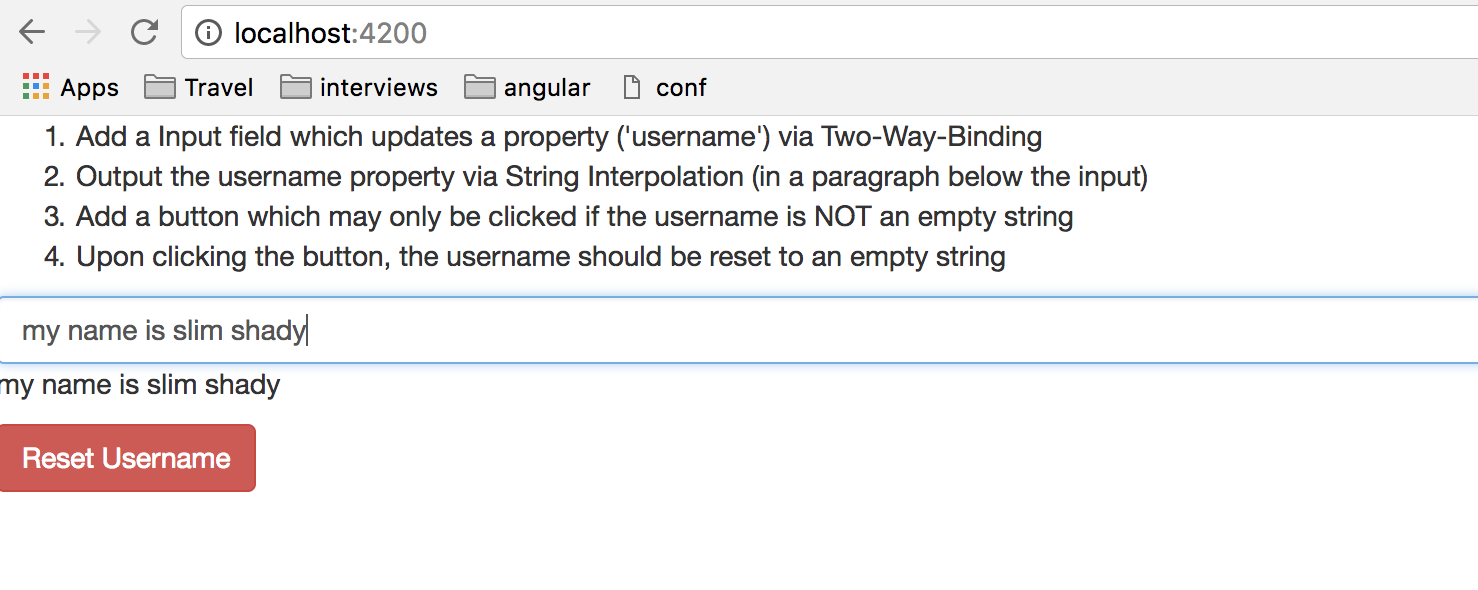 localhost:4200
Apps Travel interviews angular conf
1. Add a Input field which updates a property ('username') via Two-Way-Binding
2. Output the username property via String Interpolation (in a paragraph below the input)
3. Add a button which may only be clicked if the username is NOT an empty string
4. Upon clicking the button, the username should be reset to an empty string
my name is slim shady
my name is slim shady
Reset Username